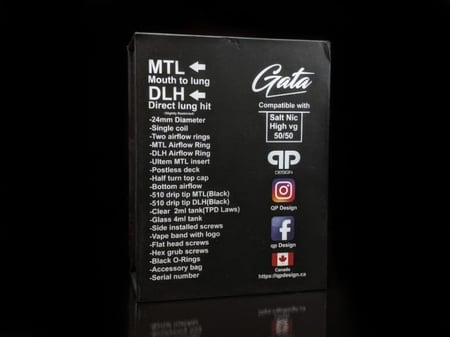 MTL
Mouth to lung
DLH
Direct lung hit
(Slightly Restricted)
-24mm Diameter
-Single coil
-Two airflow rings
-MTL Airflow Ring
-DLH Airflow Ring
-Ultem MTL insert
-Postless deck
-Half turn top cap
-Bottom airflow
-510 drip tip MTL(Black)
-510 drip tip DLH(Black)
-Clear 2ml tank(TPD Laws)
-Glass 4ml tank
-Side installed screws
-Vape band with logo
-Flat head screws
-Hex grub screws
-Black O-Rings
-Accessory bag
-Serial number
Gata
Compatible with
Salt Nic
High vg
50/50
QP
DESIGN
QP Design
f
qp Design
Canada
https://qpdesign.ca